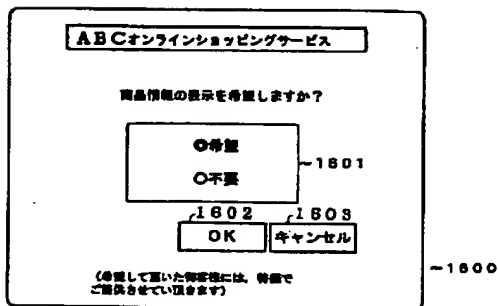 ABCオンラインショッピングサービス
商品情報の表示を希望しますか?
◎希望
○不要
~1601
1602
1603
OK
キャンセル
~1600
(希望して頂いた御客様には、特価で
ご提供させてい頂きます)